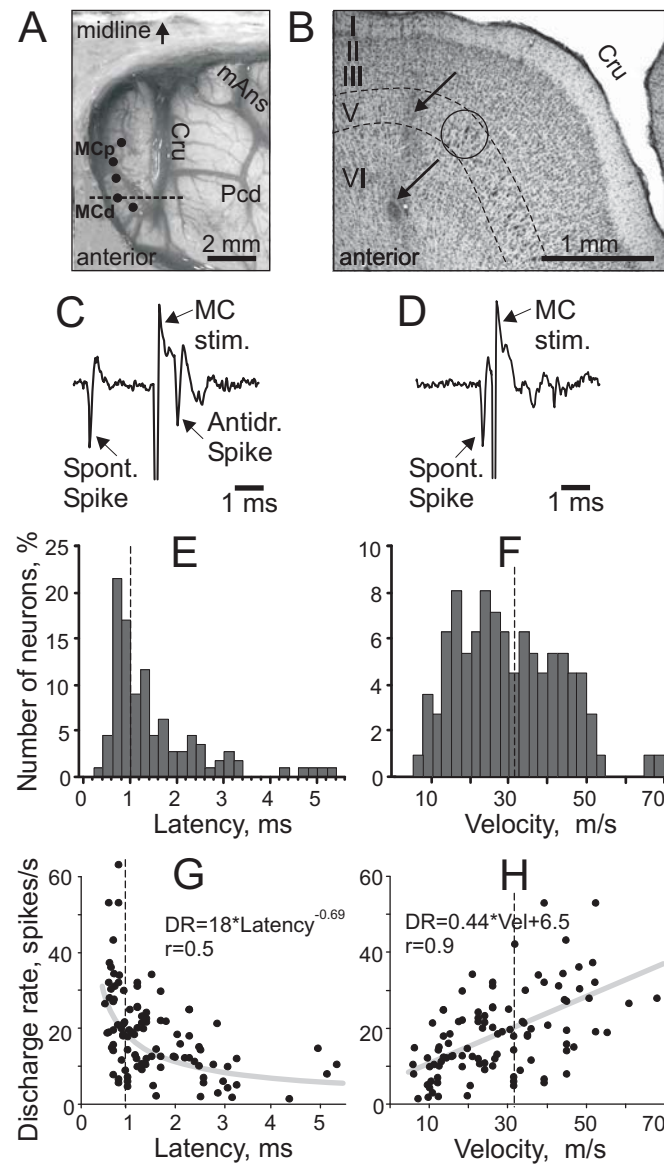 A
midline
mAns
Cru
MCp
Pcd
MCd
anterior
2 mm
B
I
II
III
V
VI
Cru
anterior
1 mm
C
MC
stim.
Spont.
Spike
Antidr.
Spike
1 ms
D
MC
stim.
Spont.
Spike
1 ms
Number of neurons, %
25
20
15
10
5
0
E
0 1 2 3 4 5
Latency, ms
10
8
6
4
2
0
F
10 30 50 70
Velocity, m/s
Discharge rate, spikes/s
60
40
20
0
G
DR=18*Latency-0.69
r=0.5
0 1 2 3 4 5
Latency, ms
60
40
20
0
H
DR=0.44*Vel+6.5
r=0.9
10 30 50 70
Velocity, m/s